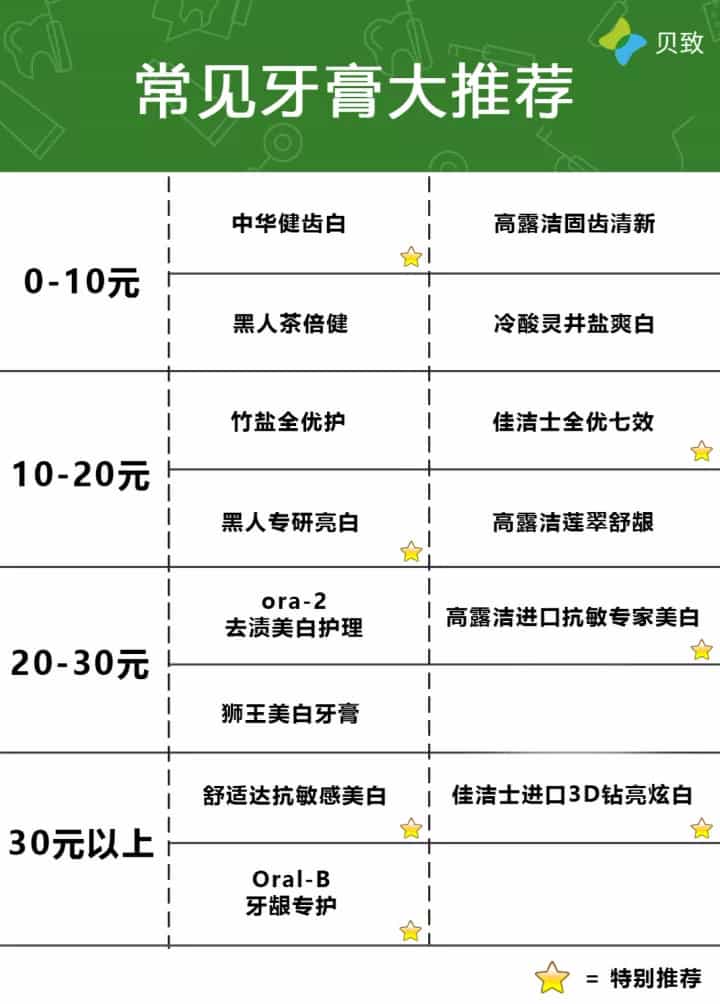 贝致
常见牙膏大推荐
0-10元
中华健齿白
高露洁固齿清新
黑人茶倍健
冷酸灵井盐爽白
10-20元
竹盐全优护
佳洁士全优七效
黑人专研亮白
高露洁莲翠舒龈
20-30元
ora-2
去渍美白护理
高露洁进口抗敏专家美白
狮王美白牙膏
30元以上
舒适达抗敏感美白
佳洁士进口3D钻亮炫白
Oral-B
牙龈专护
= 特别推荐